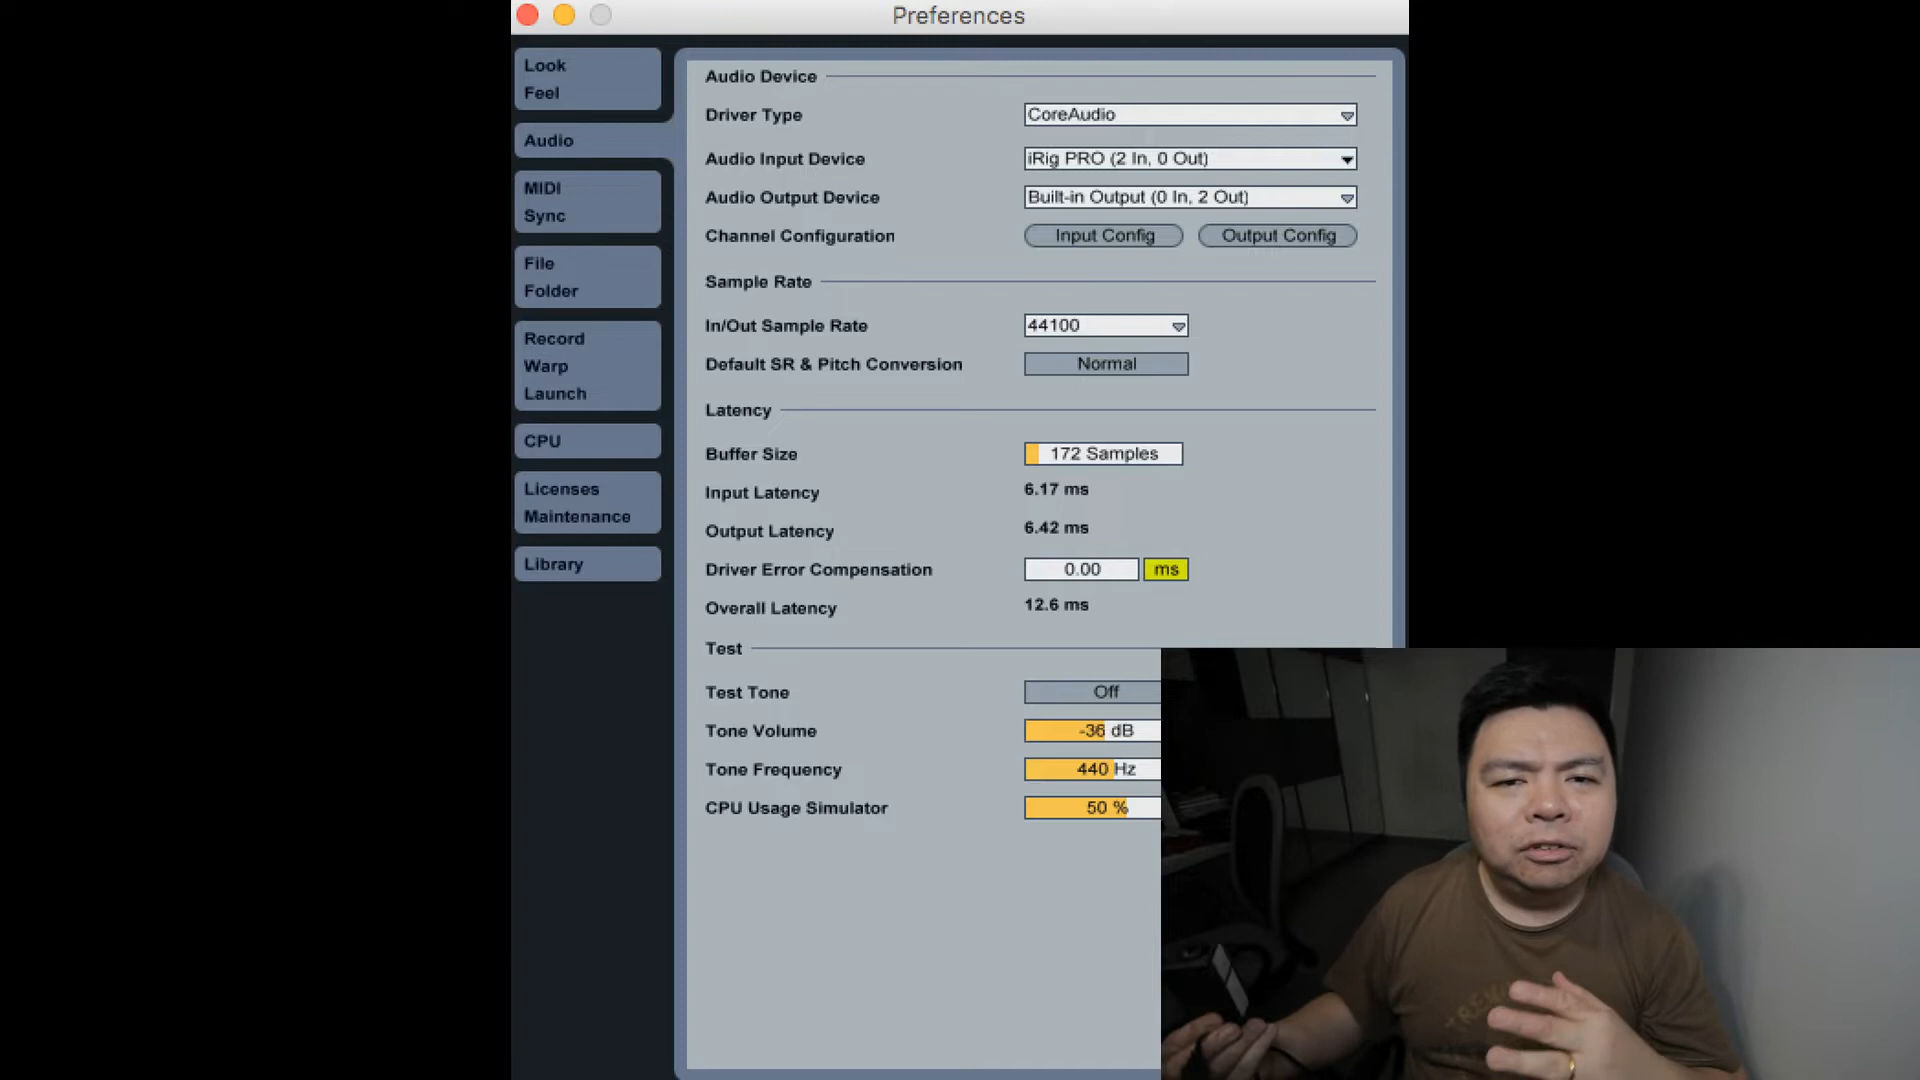 Preferences
Look
Feel
Audio
MIDI
Sync
File
Folder
Record
Warp
Launch
CPU
Licenses
Maintenance
Library
Audio Device
Driver Type CoreAudio
Audio Input Device iRig PRO (2 In, 0 Out)
Audio Output Device Built-in Output (0 In, 2 Out)
Channel Configuration Input Config Output Config
Sample Rate
In/Out Sample Rate 44100
Default SR & Pitch Conversion Normal
Latency
Buffer Size 172 Samples
Input Latency 6.17 ms
Output Latency 6.42 ms
Driver Error Compensation 0.00 ms
Overall Latency 12.6 ms
Test
Test Tone Off
Tone Volume -36 dB
Tone Frequency 440 Hz
CPU Usage Simulator 50 %